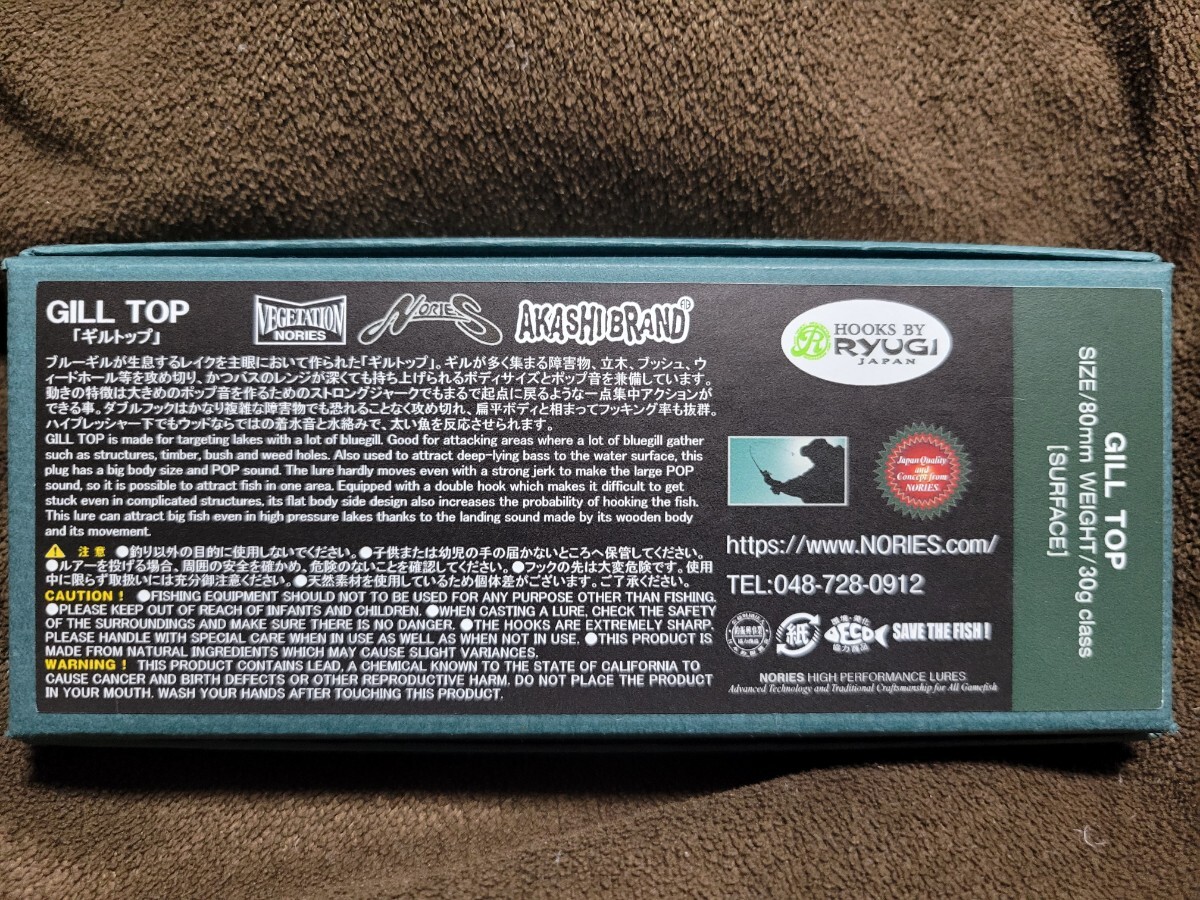 GILL TOP
「ギルトップ」
VEGETATION
NORIES
NORIES
AKASHI BRAND
HOOKS BY
RYUGI
JAPAN
ブルーギルが生息するレイクを主眼において作られた「ギルトップ」。ギルが多く集まる障害物、立木、ブッシュ、ウ
ィードホール等を攻め切り、かつバスのレンジが深くても持ち上げられるボディサイズとポップ音を兼備しています。
動きの特徴は大きめのポップ音を作るためのストロングジャークでもまるで起点に戻るような一点集中アクションが
できる事。ダブルフックはかなり複雑な障害物でも恐れることなく攻め切れ、扁平ボディと相まってフッキング率も抜群。
ハイプレッシャー下でもウッドならではの着水音と水絡みで、太い魚を反応させられます。
GILL TOP is made for targeting lakes with a lot of bluegill. Good for attacking areas where a lot of bluegill gather
such as structures, timber, bush and weed holes. Also used to attract deep-lying bass to the water surface, this
plug has a big body size and POP sound. The lure hardly moves even with a strong jerk to make the large POP
sound, so it is possible to attract fish in one area. Equipped with a double hook which makes it difficult to get
stuck even in complicated structures, its flat body side design also increases the probability of hooking the fish.
This lure can attract big fish even in high pressure lakes thanks to the landing sound made by its wooden body
and its movement.
注意 ●釣り以外の目的に使用しないでください。●子供または幼児の手の届かないところへ保管してください。
●ルアーを投げる場合、周囲の安全を確かめ、危険のないことを確認してください。●フックの先は大変危険です。使用
中に限らず取扱いには充分御注意ください。●天然素材を使用しているため個体差がございます。ご了承ください。
CAUTION ! ●FISHING EQUIPMENT SHOULD NOT TO BE USED FOR ANY PURPOSE OTHER THAN FISHING.
●PLEASE KEEP OUT OF REACH OF INFANTS AND CHILDREN. ●WHEN CASTING A LURE, CHECK THE SAFETY
OF THE SURROUNDINGS AND MAKE SURE THERE IS NO DANGER. ●THE HOOKS ARE EXTREMELY SHARP.
PLEASE HANDLE WITH SPECIAL CARE WHEN IN USE AS WELL AS WHEN NOT IN USE. ●THIS PRODUCT IS
MADE FROM NATURAL INGREDIENTS WHICH MAY CAUSE SLIGHT VARIANCES.
WARNING ! THIS PRODUCT CONTAINS LEAD, A CHEMICAL KNOWN TO THE STATE OF CALIFORNIA TO
CAUSE CANCER AND BIRTH DEFECTS OR OTHER REPRODUCTIVE HARM. DO NOT PLACE THE PRODUCT
IN YOUR MOUTH. WASH YOUR HANDS AFTER TOUCHING THIS PRODUCT.
Japan Quality
and
Concept from
NORIES
https://www.NORIES.com/
TEL:048-728-0912
紙
環境・美化
ECO
協力商品
SAVE THE FISH !
NORIES HIGH PERFORMANCE LURES
Advanced Technology and Traditional Craftsmanship for All Gamefish
GILL TOP
SIZE/80mm WEIGHT/30g class
[SURFACE]